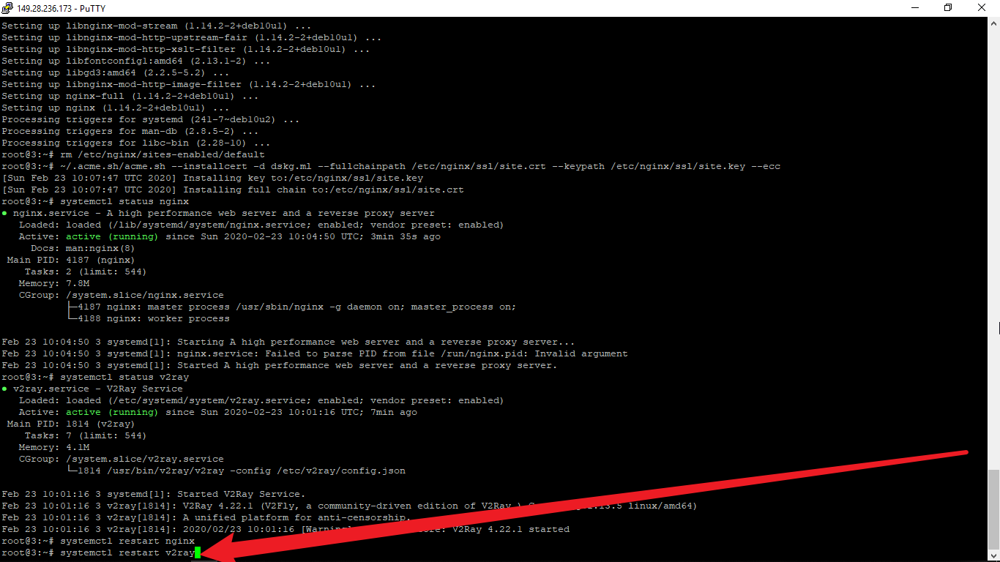 149.28.236.173 - PuTTY
Setting up libnginx-mod-stream (1.14.2-2+deb10u1) ...
Setting up libnginx-mod-http-upstream-fair (1.14.2-2+deb10u1) ...
Setting up libnginx-mod-http-xslt-filter (1.14.2-2+deb10u1) ...
Setting up libfontconfig1:amd64 (2.13.1-2) ...
Setting up libgd3:amd64 (2.2.5-5.2) ...
Setting up libnginx-mod-http-image-filter (1.14.2-2+deb10u1) ...
Setting up nginx-full (1.14.2-2+deb10u1) ...
Setting up nginx (1.14.2-2+deb10u1) ...
Processing triggers for systemd (241-7~deb10u2) ...
Processing triggers for man-db (2.8.5-2) ...
Processing triggers for libc-bin (2.28-10) ...
root@3:~# rm /etc/nginx/sites-enabled/default
root@3:~# ~/.acme.sh/acme.sh --installcert -d dskg.ml --fullchainpath /etc/nginx/ssl/site.crt --keypath /etc/nginx/ssl/site.key --ecc
[Sun Feb 23 10:07:47 UTC 2020] Installing key to:/etc/nginx/ssl/site.key
[Sun Feb 23 10:07:47 UTC 2020] Installing full chain to:/etc/nginx/ssl/site.crt
root@3:~# systemctl status nginx
● nginx.service - A high performance web server and a reverse proxy server
Loaded: loaded (/lib/systemd/system/nginx.service; enabled; vendor preset: enabled)
Active: active (running) since Sun 2020-02-23 10:04:50 UTC; 3min 35s ago
Docs: man:nginx(8)
Main PID: 4187 (nginx)
Tasks: 2 (limit: 544)
Memory: 7.8M
CGroup: /system.slice/nginx.service
├─4187 nginx: master process /usr/sbin/nginx -g daemon on; master_process on;
└─4188 nginx: worker process
Feb 23 10:04:50 3 systemd[1]: Starting A high performance web server and a reverse proxy server...
Feb 23 10:04:50 3 systemd[1]: nginx.service: Failed to parse PID from file /run/nginx.pid: Invalid argument
Feb 23 10:04:50 3 systemd[1]: Started A high performance web server and a reverse proxy server.
root@3:~# systemctl status v2ray
● v2ray.service - V2Ray Service
Loaded: loaded (/etc/systemd/system/v2ray.service; enabled; vendor preset: enabled)
Active: active (running) since Sun 2020-02-23 10:01:16 UTC; 7min ago
Main PID: 1814 (v2ray)
Tasks: 7 (limit: 544)
Memory: 4.1M
CGroup: /system.slice/v2ray.service
└─1814 /usr/bin/v2ray/v2ray -config /etc/v2ray/config.json
Feb 23 10:01:16 3 systemd[1]: Started V2Ray Service.
Feb 23 10:01:16 3 v2ray[1814]: V2Ray 4.22.1 (V2Fly, a community-driven edition of V2Ray linux/amd64)
Feb 23 10:01:16 3 v2ray[1814]: A unified platform for anti-censorship.
Feb 23 10:01:16 3 v2ray[1814]: 2020/02/23 10:01:16 V2Ray 4.22.1 started
root@3:~# systemctl restart nginx
root@3:~# systemctl restart v2ray